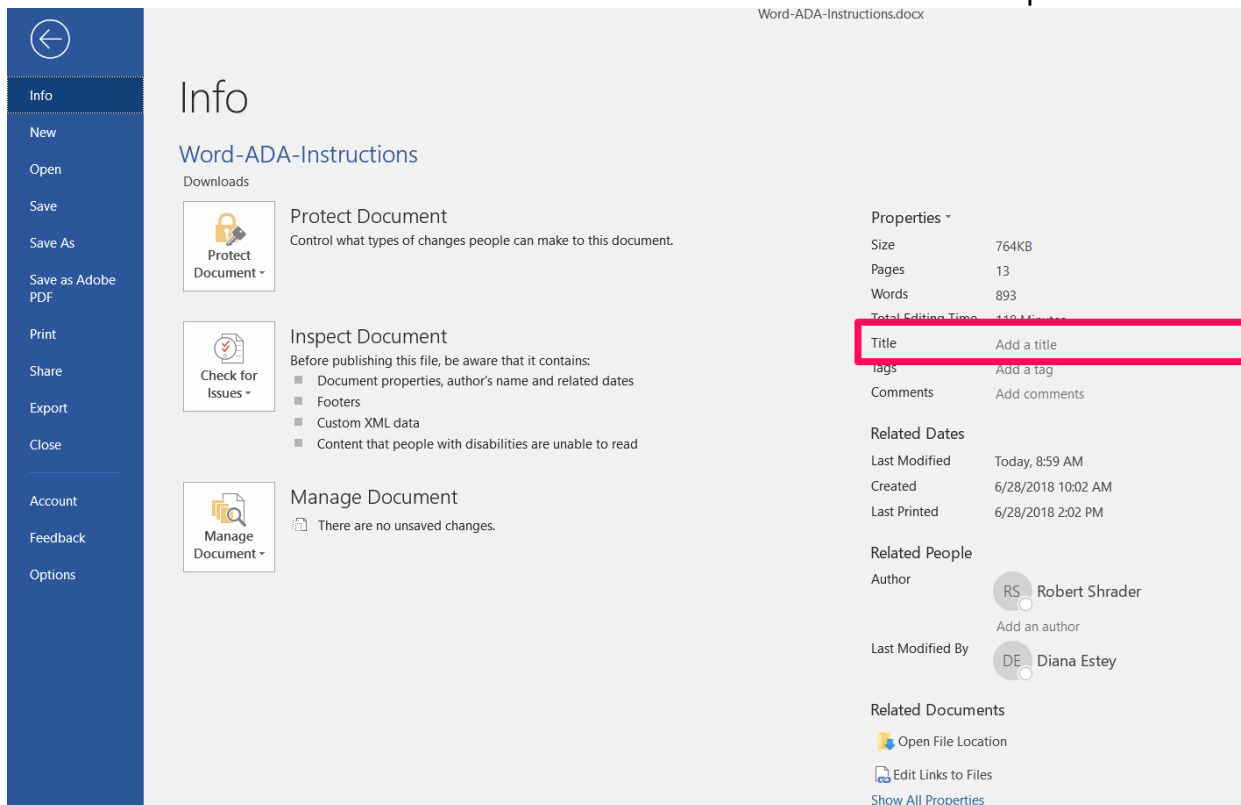 Word-ADA-Instructions.docx
Info
New
Open
Save
Save As
Save as Adobe
PDF
Print
Share
Export
Close
Account
Feedback
Options
Info
Word-ADA-Instructions
Downloads
Protect
Document
Protect Document
Control what types of changes people can make to this document.
Check for
Issues
Inspect Document
Before publishing this file, be aware that it contains:
Document properties, author's name and related dates
Footers
Custom XML data
Content that people with disabilities are unable to read
Manage
Document
Manage Document
There are no unsaved changes.
Properties
Size 764KB
Pages 13
Words 893
Total Editing Time Minutes
Title Add a title
Tags Add a tag
Comments Add comments
Related Dates
Last Modified Today, 8:59 AM
Created 6/28/2018 10:02 AM
Last Printed 6/28/2018 2:02 PM
Related People
Author RS Robert Shrader
Add an author
Last Modified By DE Diana Estey
Related Documents
Open File Location
Edit Links to Files
Show All Properties